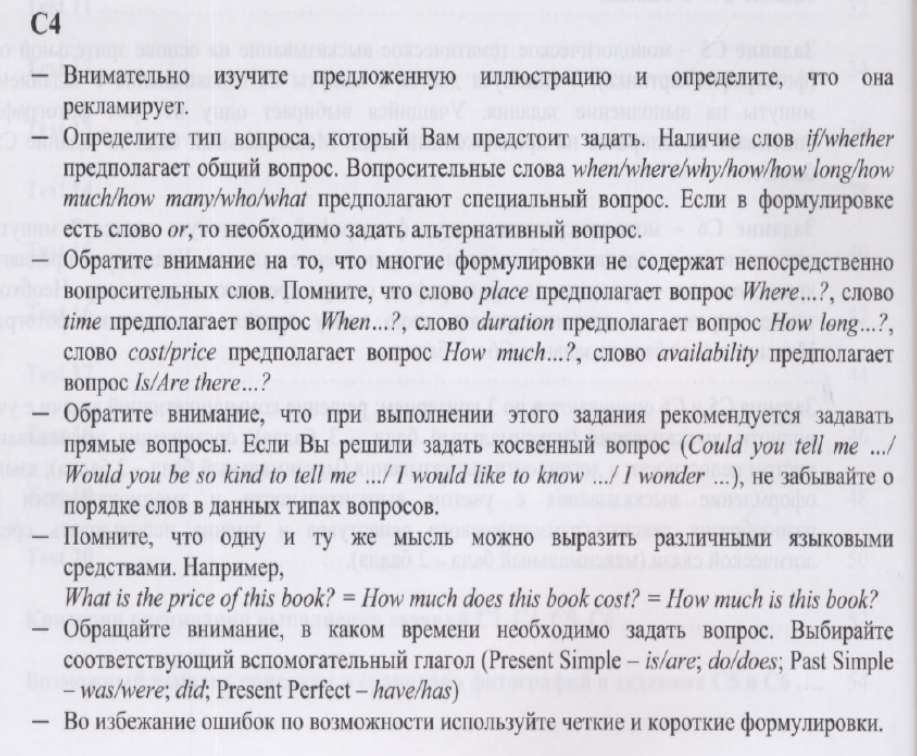 С4
— Внимательно изучите предложенную иллюстрацию и определите, что она
рекламирует.
Определите тип вопроса, который Вам предстоит задать. Наличие слов if/whether
предполагает общий вопрос. Вопросительные слова when/where/why/how/how long/how
much/how many/who/what предполагают специальный вопрос. Если в формулировке
есть слово or, то необходимо задать альтернативный вопрос.
Обратите внимание на то, что многие формулировки не содержат непосредственно
вопросительных слов. Помните, что слово place предполагает вопрос Where...?, слово
time предполагает вопрос When...?, слово duration предполагает вопрос How long...?,
слово cost/price предполагает вопрос How much...?, слово availability предполагает
вопрос Is/Are there...?
Обратите внимание, что при выполнении этого задания рекомендуется задавать
прямые вопросы. Если Вы решили задать косвенный вопрос (Could you tell me .../
Would you be so kind to tell me .../ I would like to know .../ I wonder ...), не забывайте о
порядке слов в данных типах вопросов.
— Помните, что одну и ту же мысль можно выразить различными языковыми
средствами. Например,
What is the price of this book? = How much does this book cost? = How much is this book?
— Обращайте внимание, в каком времени необходимо задать вопрос. Выбирайте
соответствующий вспомогательный глагол (Present Simple – is/are; do/does; Past Simple
– was/were; did; Present Perfect – have/has)
— Во избежание ошибок по возможности используйте четкие и короткие формулировки.